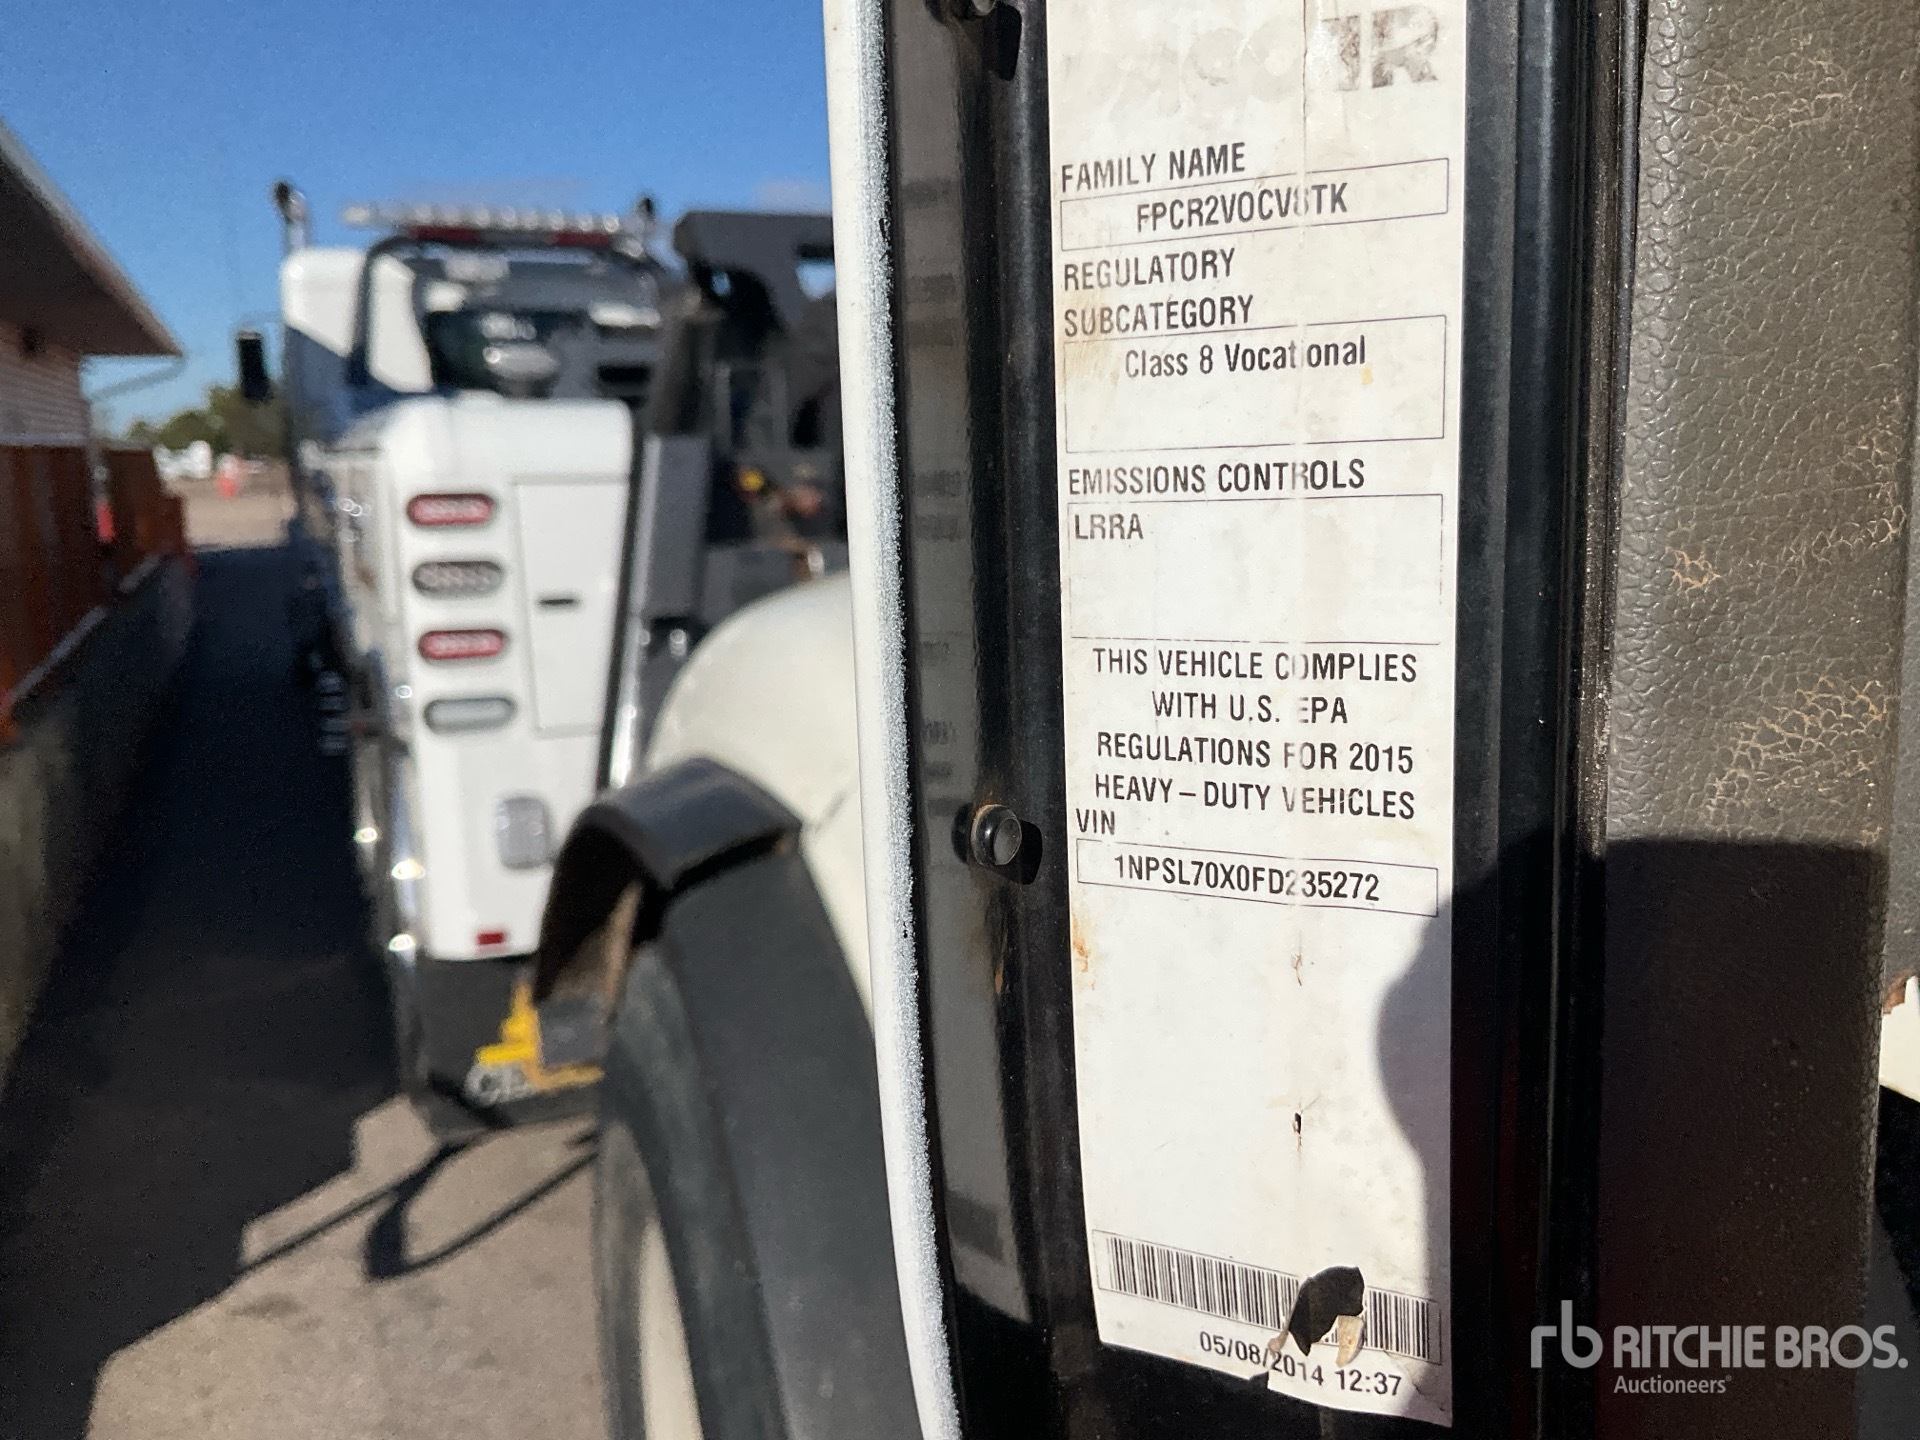 FAMILY NAME
FPCR2VOCV8TK
REGULATORY
SUBCATEGORY
Class 8 Vocational
EMISSIONS CONTROLS
LRRA
THIS VEHICLE COMPLIES
WITH U.S. EPA
REGULATIONS FOR 2015
HEAVY-DUTY VEHICLES
VIN
1NPSL70X0FD235272
05/08/2014 12:37
rb RITCHIE BROS.
Auctioneers